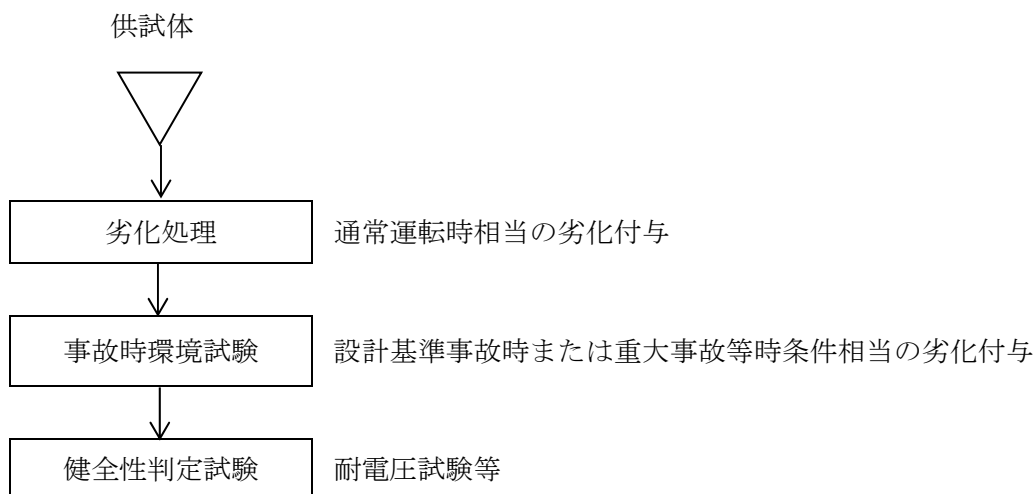 供試体
劣化処理 通常運転時相当の劣化付与
事故時環境試験 設計基準事故時または重大事故等時条件相当の劣化付与
健全性判定試験 耐電圧試験等